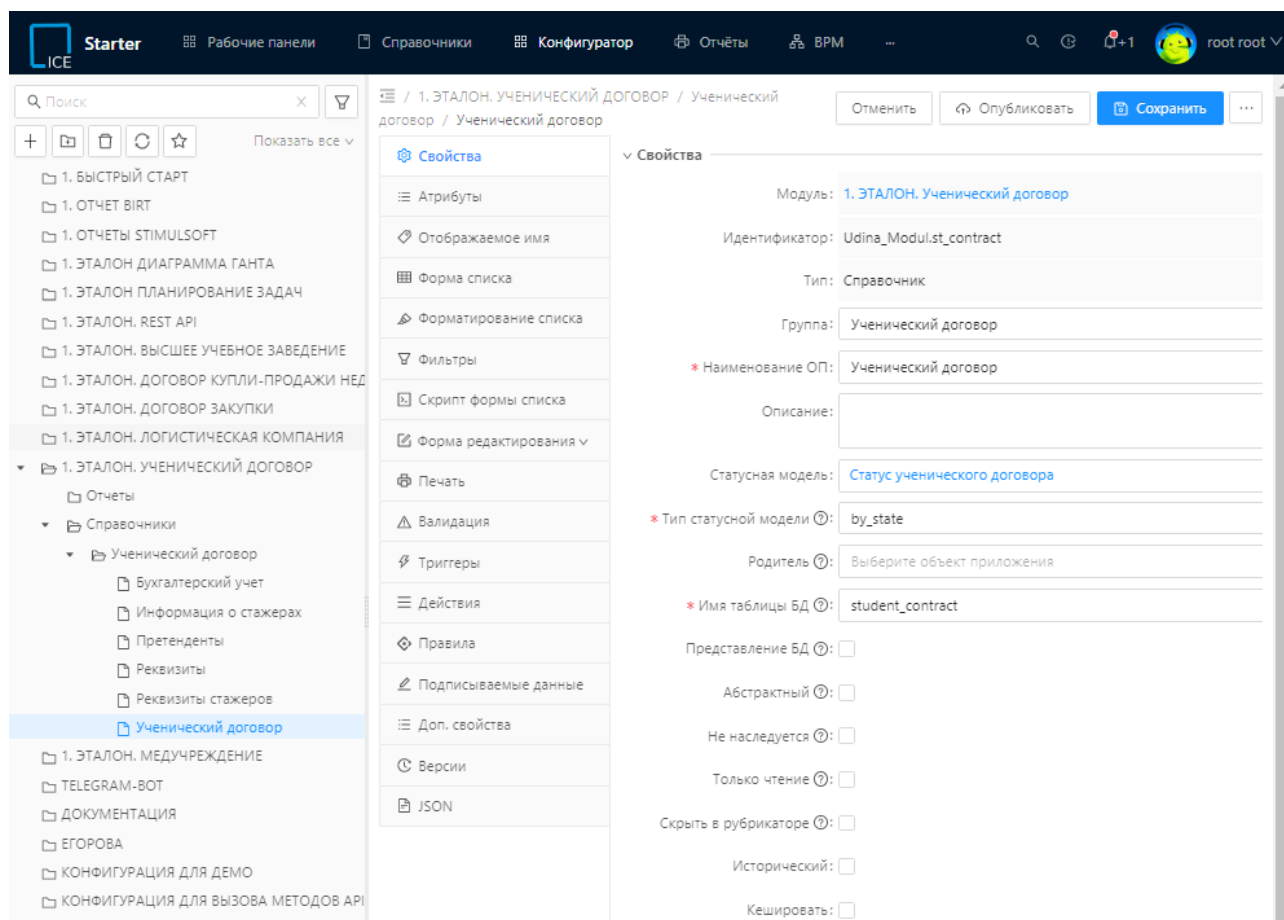 ICE
Starter
Рабочие панели
Справочники
Конфигуратор
Отчёты
BPM
...
+1
root root
Поиск
Показать все
1. БЫСТРЫЙ СТАРТ
1. ОТЧЕТ BIRT
1. ОТЧЕТЫ STIMULSOFT
1. ЭТАЛОН ДИАГРАММА ГАНТА
1. ЭТАЛОН ПЛАНИРОВАНИЕ ЗАДАЧ
1. ЭТАЛОН. REST API
1. ЭТАЛОН. ВЫСШЕЕ УЧЕБНОЕ ЗАВЕДЕНИЕ
1. ЭТАЛОН. ДОГОВОР КУПЛИ-ПРОДАЖИ НЕД
1. ЭТАЛОН. ДОГОВОР ЗАКУПКИ
1. ЭТАЛОН. ЛОГИСТИЧЕСКАЯ КОМПАНИЯ
1. ЭТАЛОН. УЧЕНИЧЕСКИЙ ДОГОВОР
Отчеты
Справочники
Ученический договор
Бухгалтерский учет
Информация о стажерах
Претенденты
Реквизиты
Реквизиты стажеров
Ученический договор
1. ЭТАЛОН. МЕДУЧРЕЖДЕНИЕ
TELEGRAM-BOT
ДОКУМЕНТАЦИЯ
ЕГОРОВА
КОНФИГУРАЦИЯ ДЛЯ ДЕМО
КОНФИГУРАЦИЯ ДЛЯ ВЫЗОВА МЕТОДОВ API
/ 1. ЭТАЛОН. УЧЕНИЧЕСКИЙ ДОГОВОР / Ученический
договор / Ученический договор
Отменить
Опубликовать
Сохранить
...
Свойства
Атрибуты
Отображаемое имя
Форма списка
Форматирование списка
Фильтры
Скрипт формы списка
Форма редактирования
Печать
Валидация
Триггеры
Действия
Правила
Подписываемые данные
Доп. свойства
Версии
JSON
Свойства
Модуль: 1. ЭТАЛОН. Ученический договор
Идентификатор: Udina_Modul.st_contract
Тип: Справочник
Группа: Ученический договор
* Наименование ОП: Ученический договор
Описание:
Статусная модель: Статус ученического договора
* Тип статусной модели ?: by_state
Родитель ?: Выберите объект приложения
* Имя таблицы БД ?: student_contract
Представление БД ?:
Абстрактный ?:
Не наследуется ?:
Только чтение ?:
Скрыть в рубрикаторе ?:
Исторический:
Кешировать: